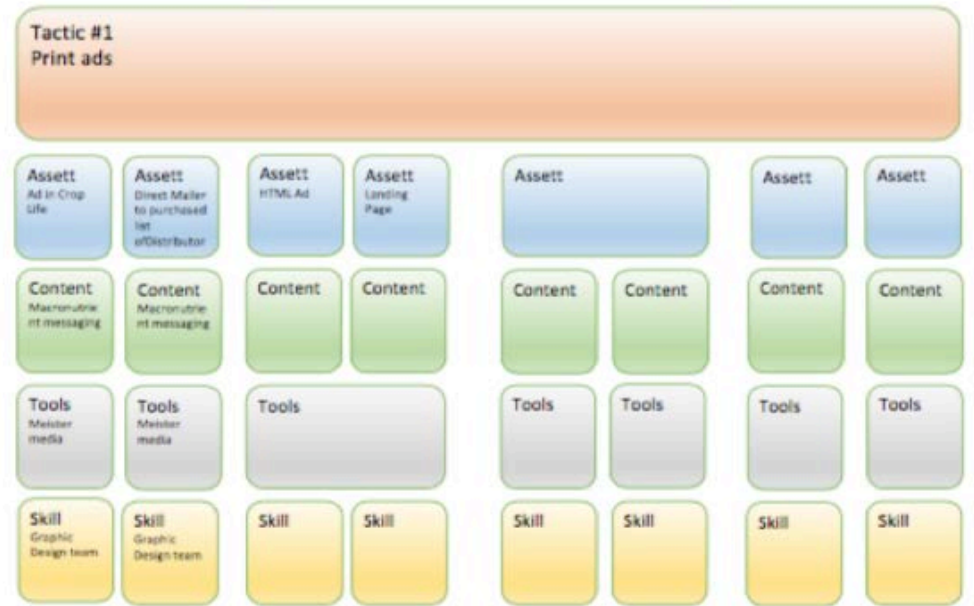 Tactic #1
Print ads
Assett
Ad in Crop
Life
Assett
Direct Mailer
to purchased
list
ofDistributor
Assett
HTML Ad
Assett
Landing
Page
Assett
Assett
Assett
Content
Macronutrie
nt messaging
Content
Macronutrie
nt messaging
Content
Content
Content
Content
Content
Content
Tools
Meister
media
Tools
Meister
media
Tools
Tools
Tools
Tools
Tools
Skill
Graphic
Design team
Skill
Graphic
Design team
Skill
Skill
Skill
Skill
Skill
Skill